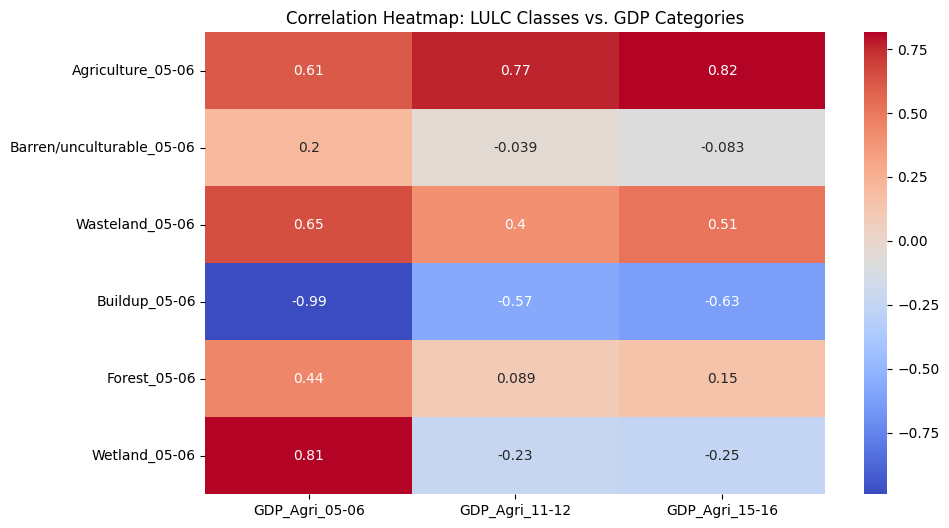 Correlation Heatmap: LULC Classes vs. GDP Categories
Agriculture_05-06 0.61 0.77 0.82
Barren/unculturable_05-06 0.2 -0.039 -0.083
Wasteland_05-06 0.65 0.4 0.51
Buildup_05-06 -0.99 -0.57 -0.63
Forest_05-06 0.44 0.089 0.15
Wetland_05-06 0.81 -0.23 -0.25
GDP_Agri_05-06 GDP_Agri_11-12 GDP_Agri_15-16
0.75
0.50
0.25
0.00
−0.25
−0.50
−0.75